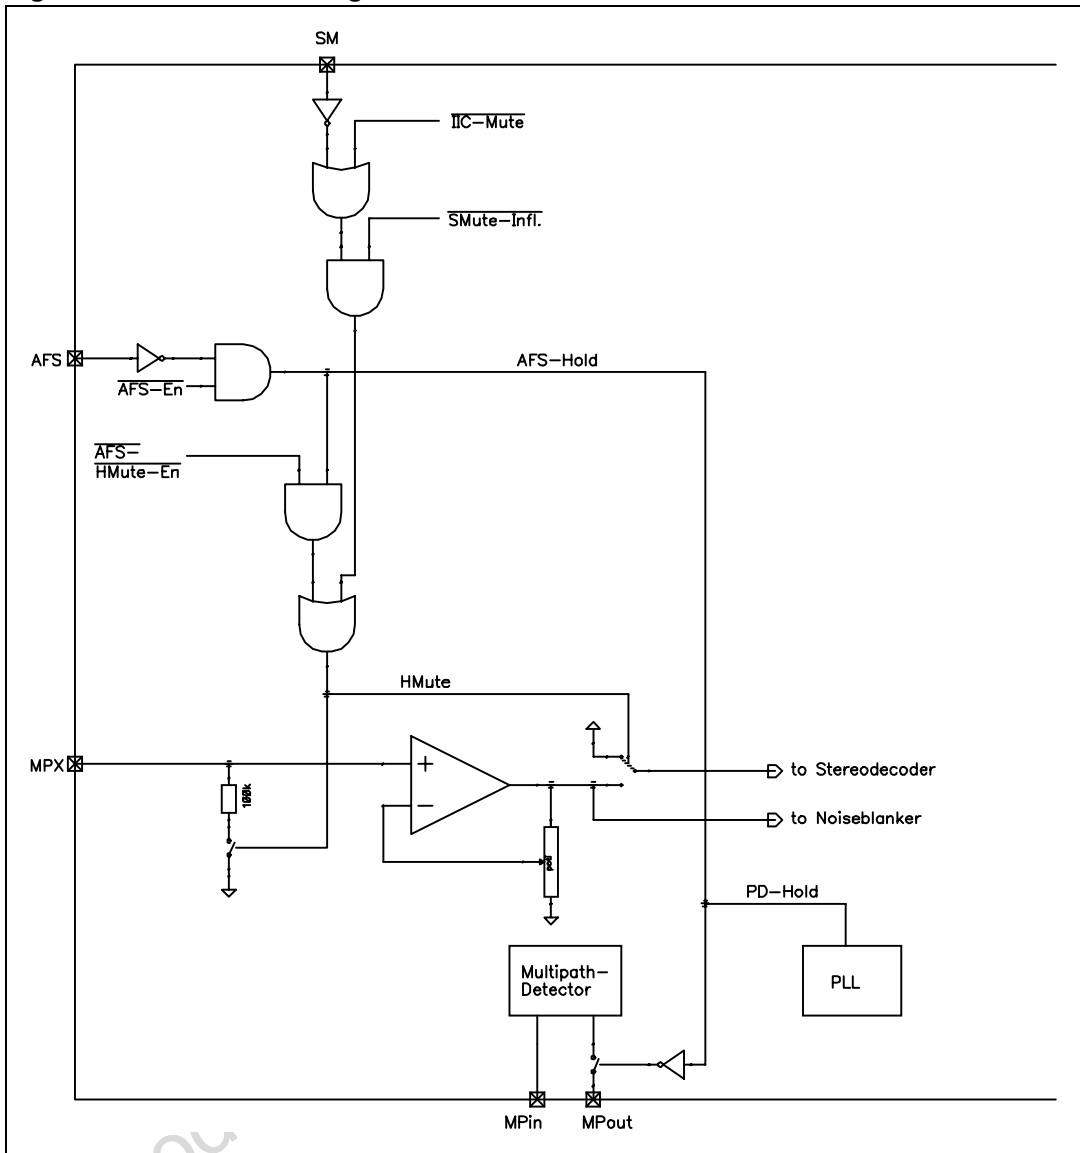 SM
IIC-Mute
SMute-Infl.
AFS
AFS-Hold
AFS-En
AFS-
HMute-En
HMute
MPX
100k
to Stereodecoder
to Noiseblanker
poti
PD-Hold
Multipath-
Detector
PLL
MPin
MPout